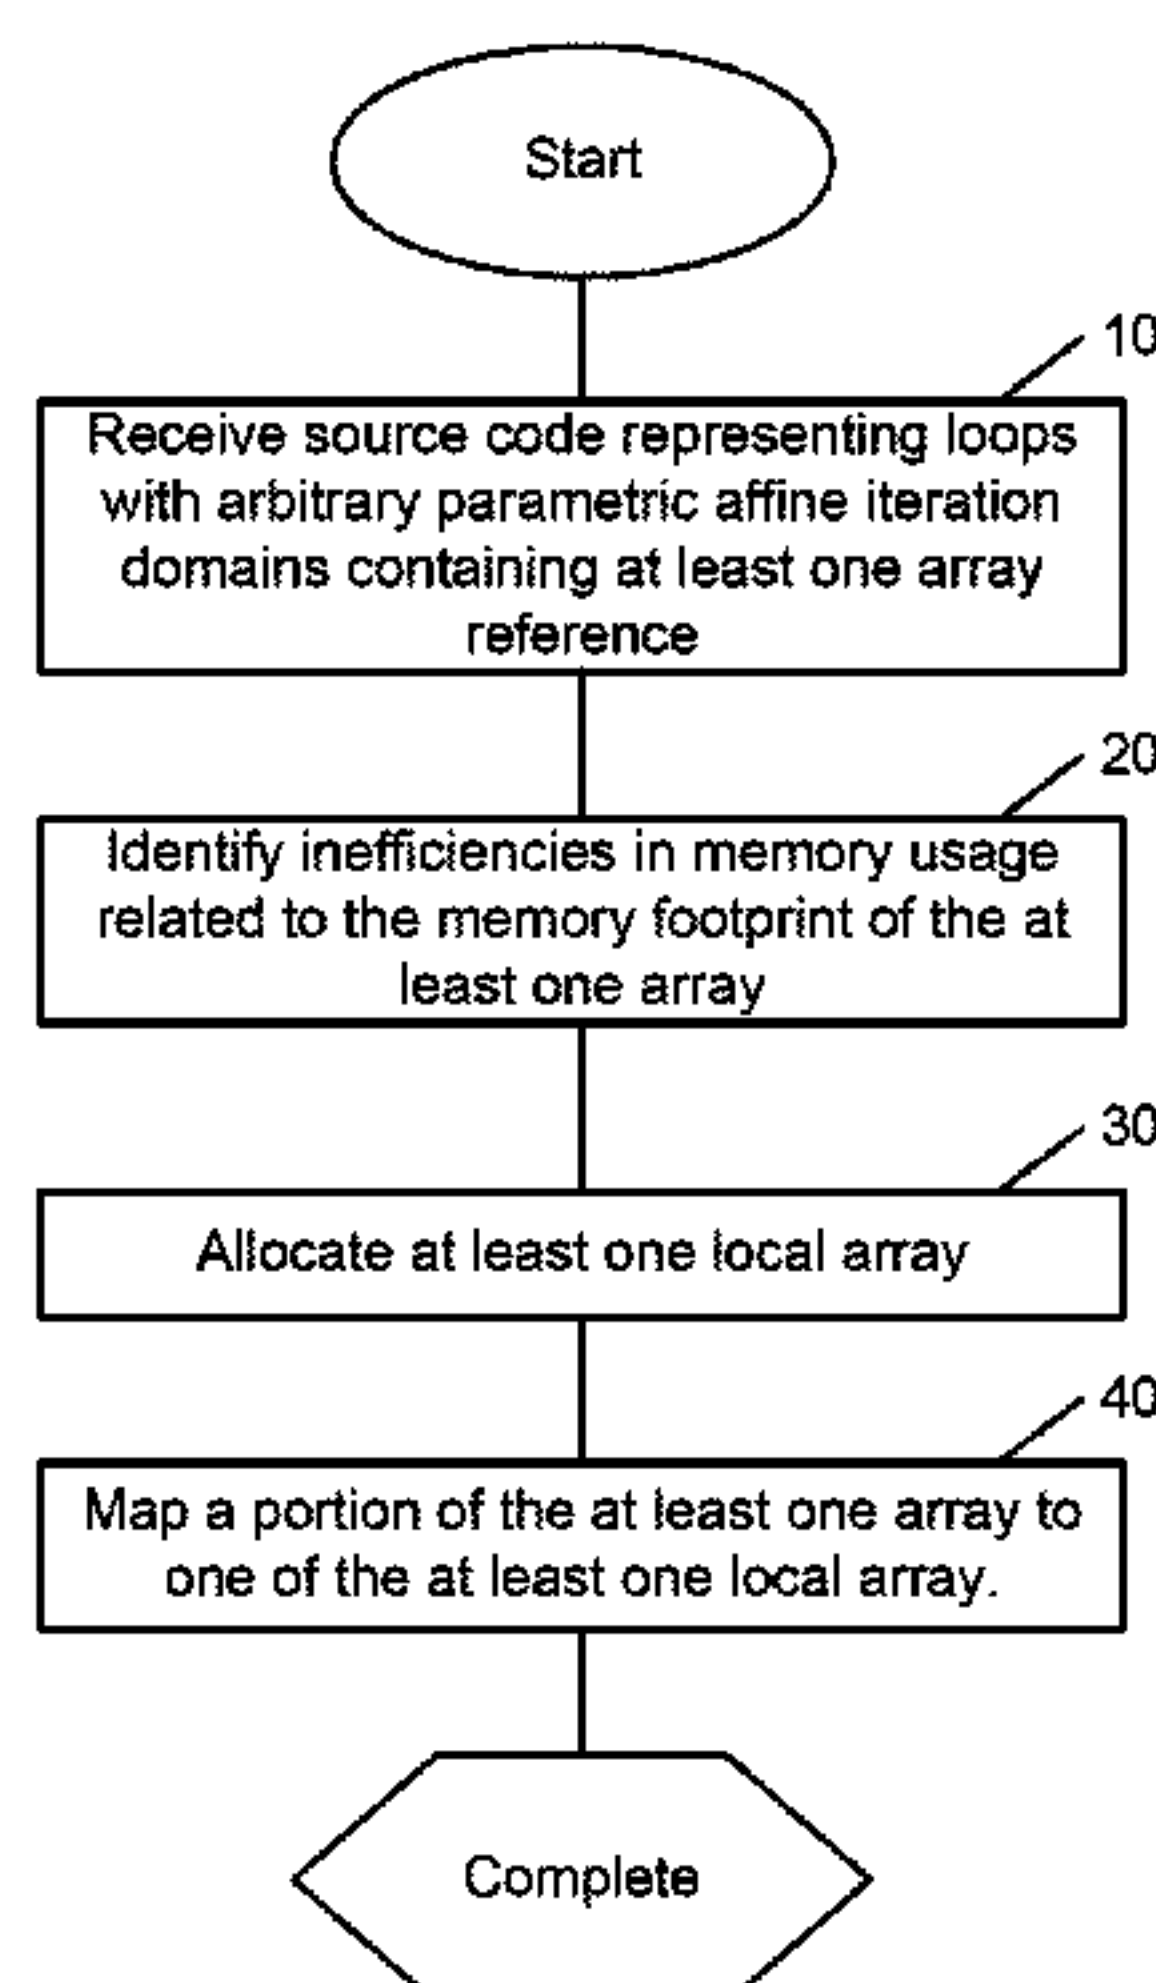 Start
10
Receive source code representing loops
with arbitrary parametric affine iteration
domains containing at least one array
reference
20
Identify inefficiencies in memory usage
related to the memory footprint of the at
least one array
30
Allocate at least one local array
40
Map a portion of the at least one array to
one of the at least one local array.
Complete